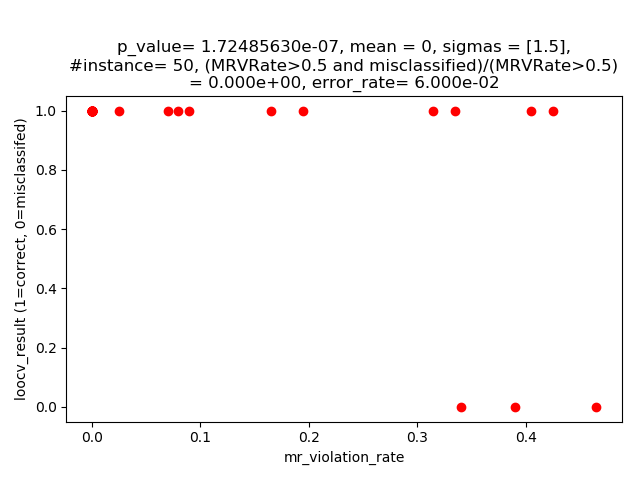 p_value= 1.72485630e-07, mean = 0, sigmas = [1.5],
#instance= 50, (MRVRate>0.5 and misclassified)/(MRVRate>0.5)
= 0.000e+00, error_rate= 6.000e-02
1.0
0.8
0.6
0.4
0.2
0.0
loocv_result (1=correct, 0=misclassifed)
0.0 0.1 0.2 0.3 0.4
mr_violation_rate